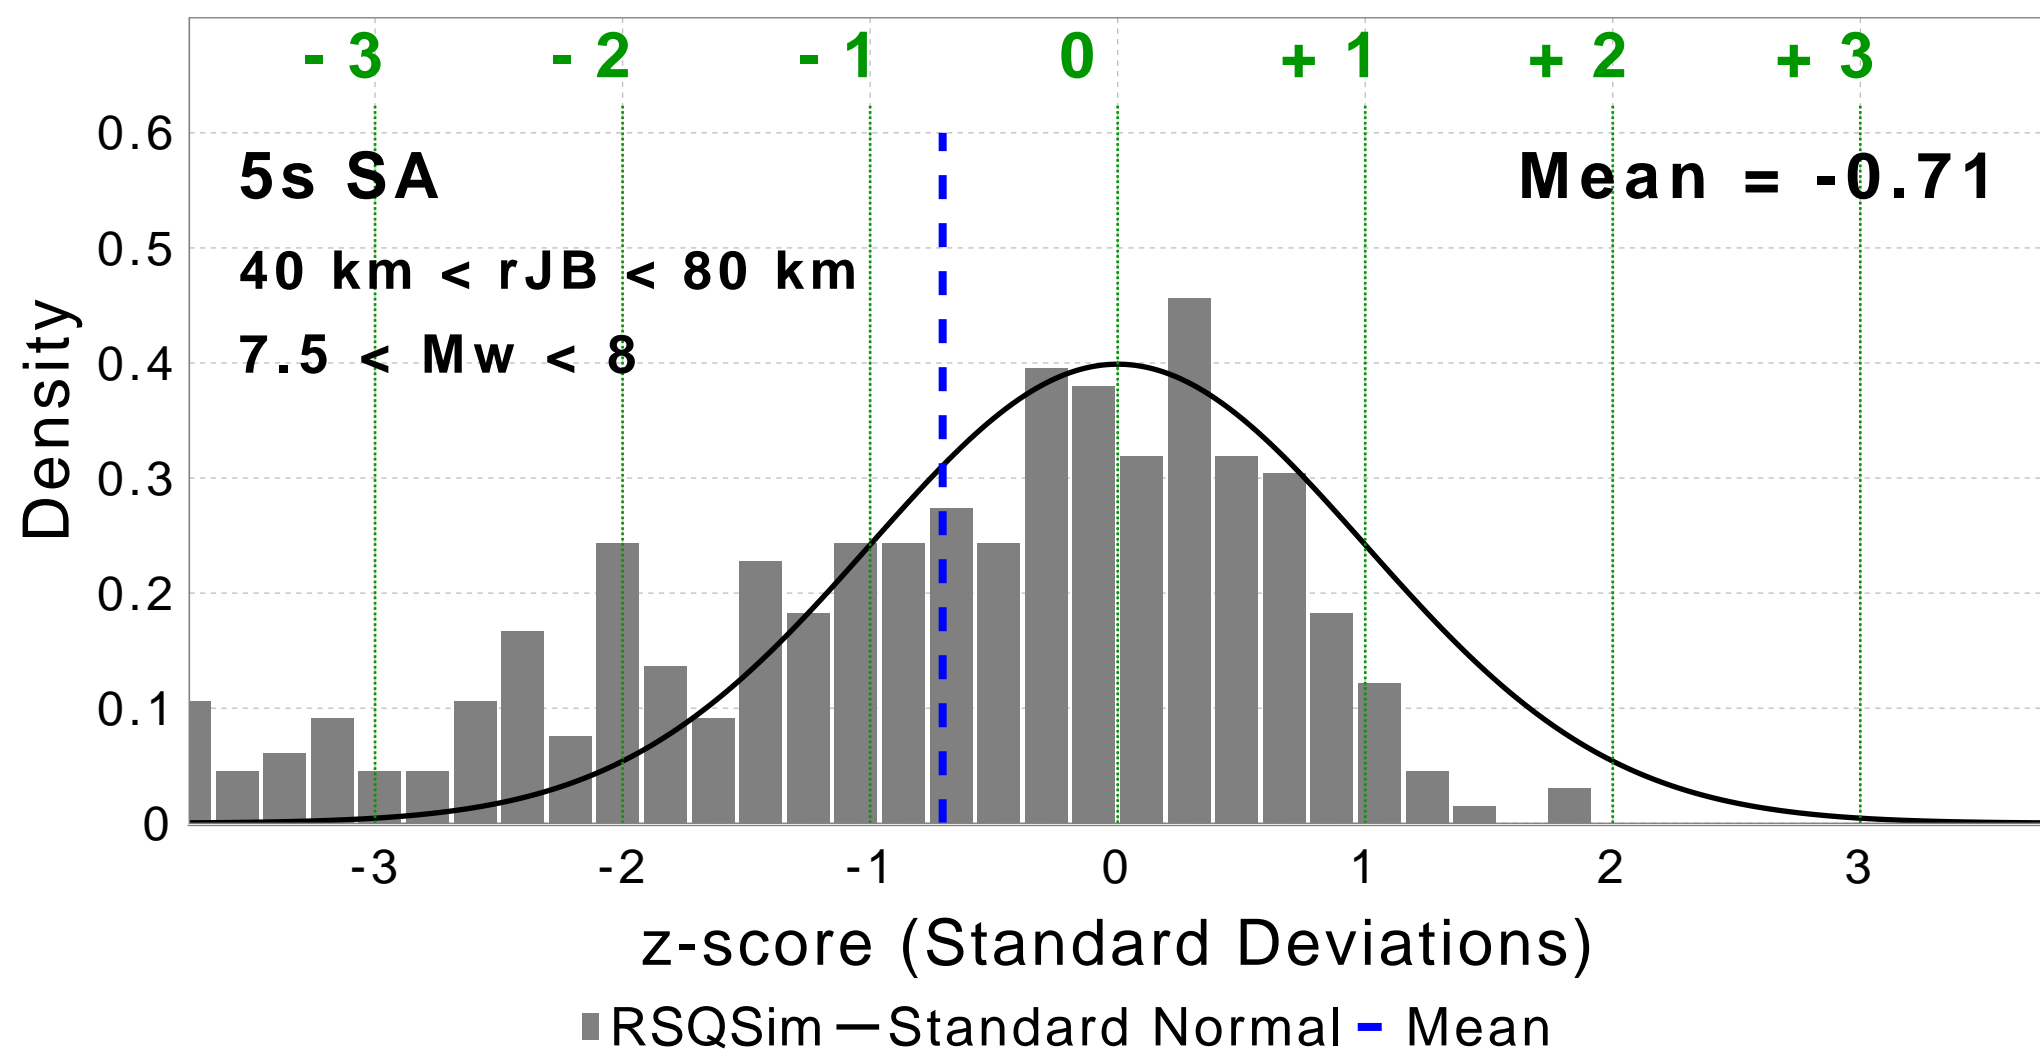 - 3 - 2 - 1 0 + 1 + 2 + 3
0.6
5s SA
Mean = -0.71
0.5
40 km < rJB < 80 km
7.5 < Mw < 8
0.4
Density
0.3
0.2
0.1
0
-3 -2 -1 0 1 2 3
z-score (Standard Deviations)
RSQSim Standard Normal Mean